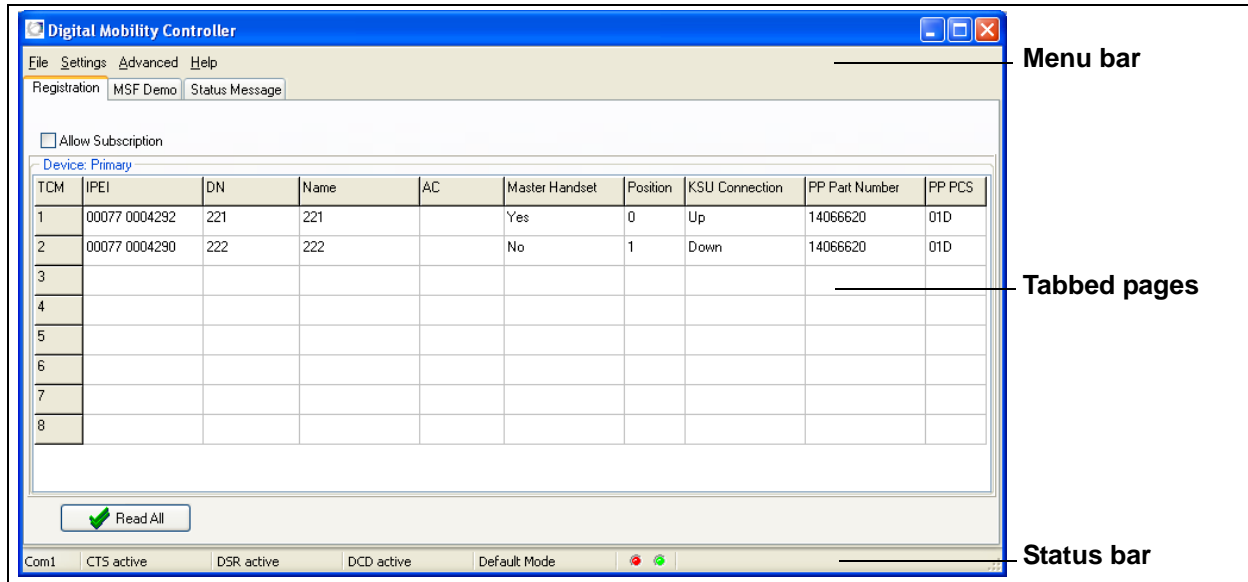 Digital Mobility Controller
File Settings Advanced Help
Menu bar
Registration MSF Demo Status Message
Allow Subscription
Device: Primary
TCM IPEI DN Name AC Master Handset Position KSU Connection PP Part Number PP PCS
1 00077 0004292 221 221 Yes 0 Up 14066620 01D
2 00077 0004290 222 222 No 1 Down 14066620 01D
3
Tabbed pages
4
5
6
7
8
Read All
Com1 CTS active DSR active DCD active Default Mode
Status bar